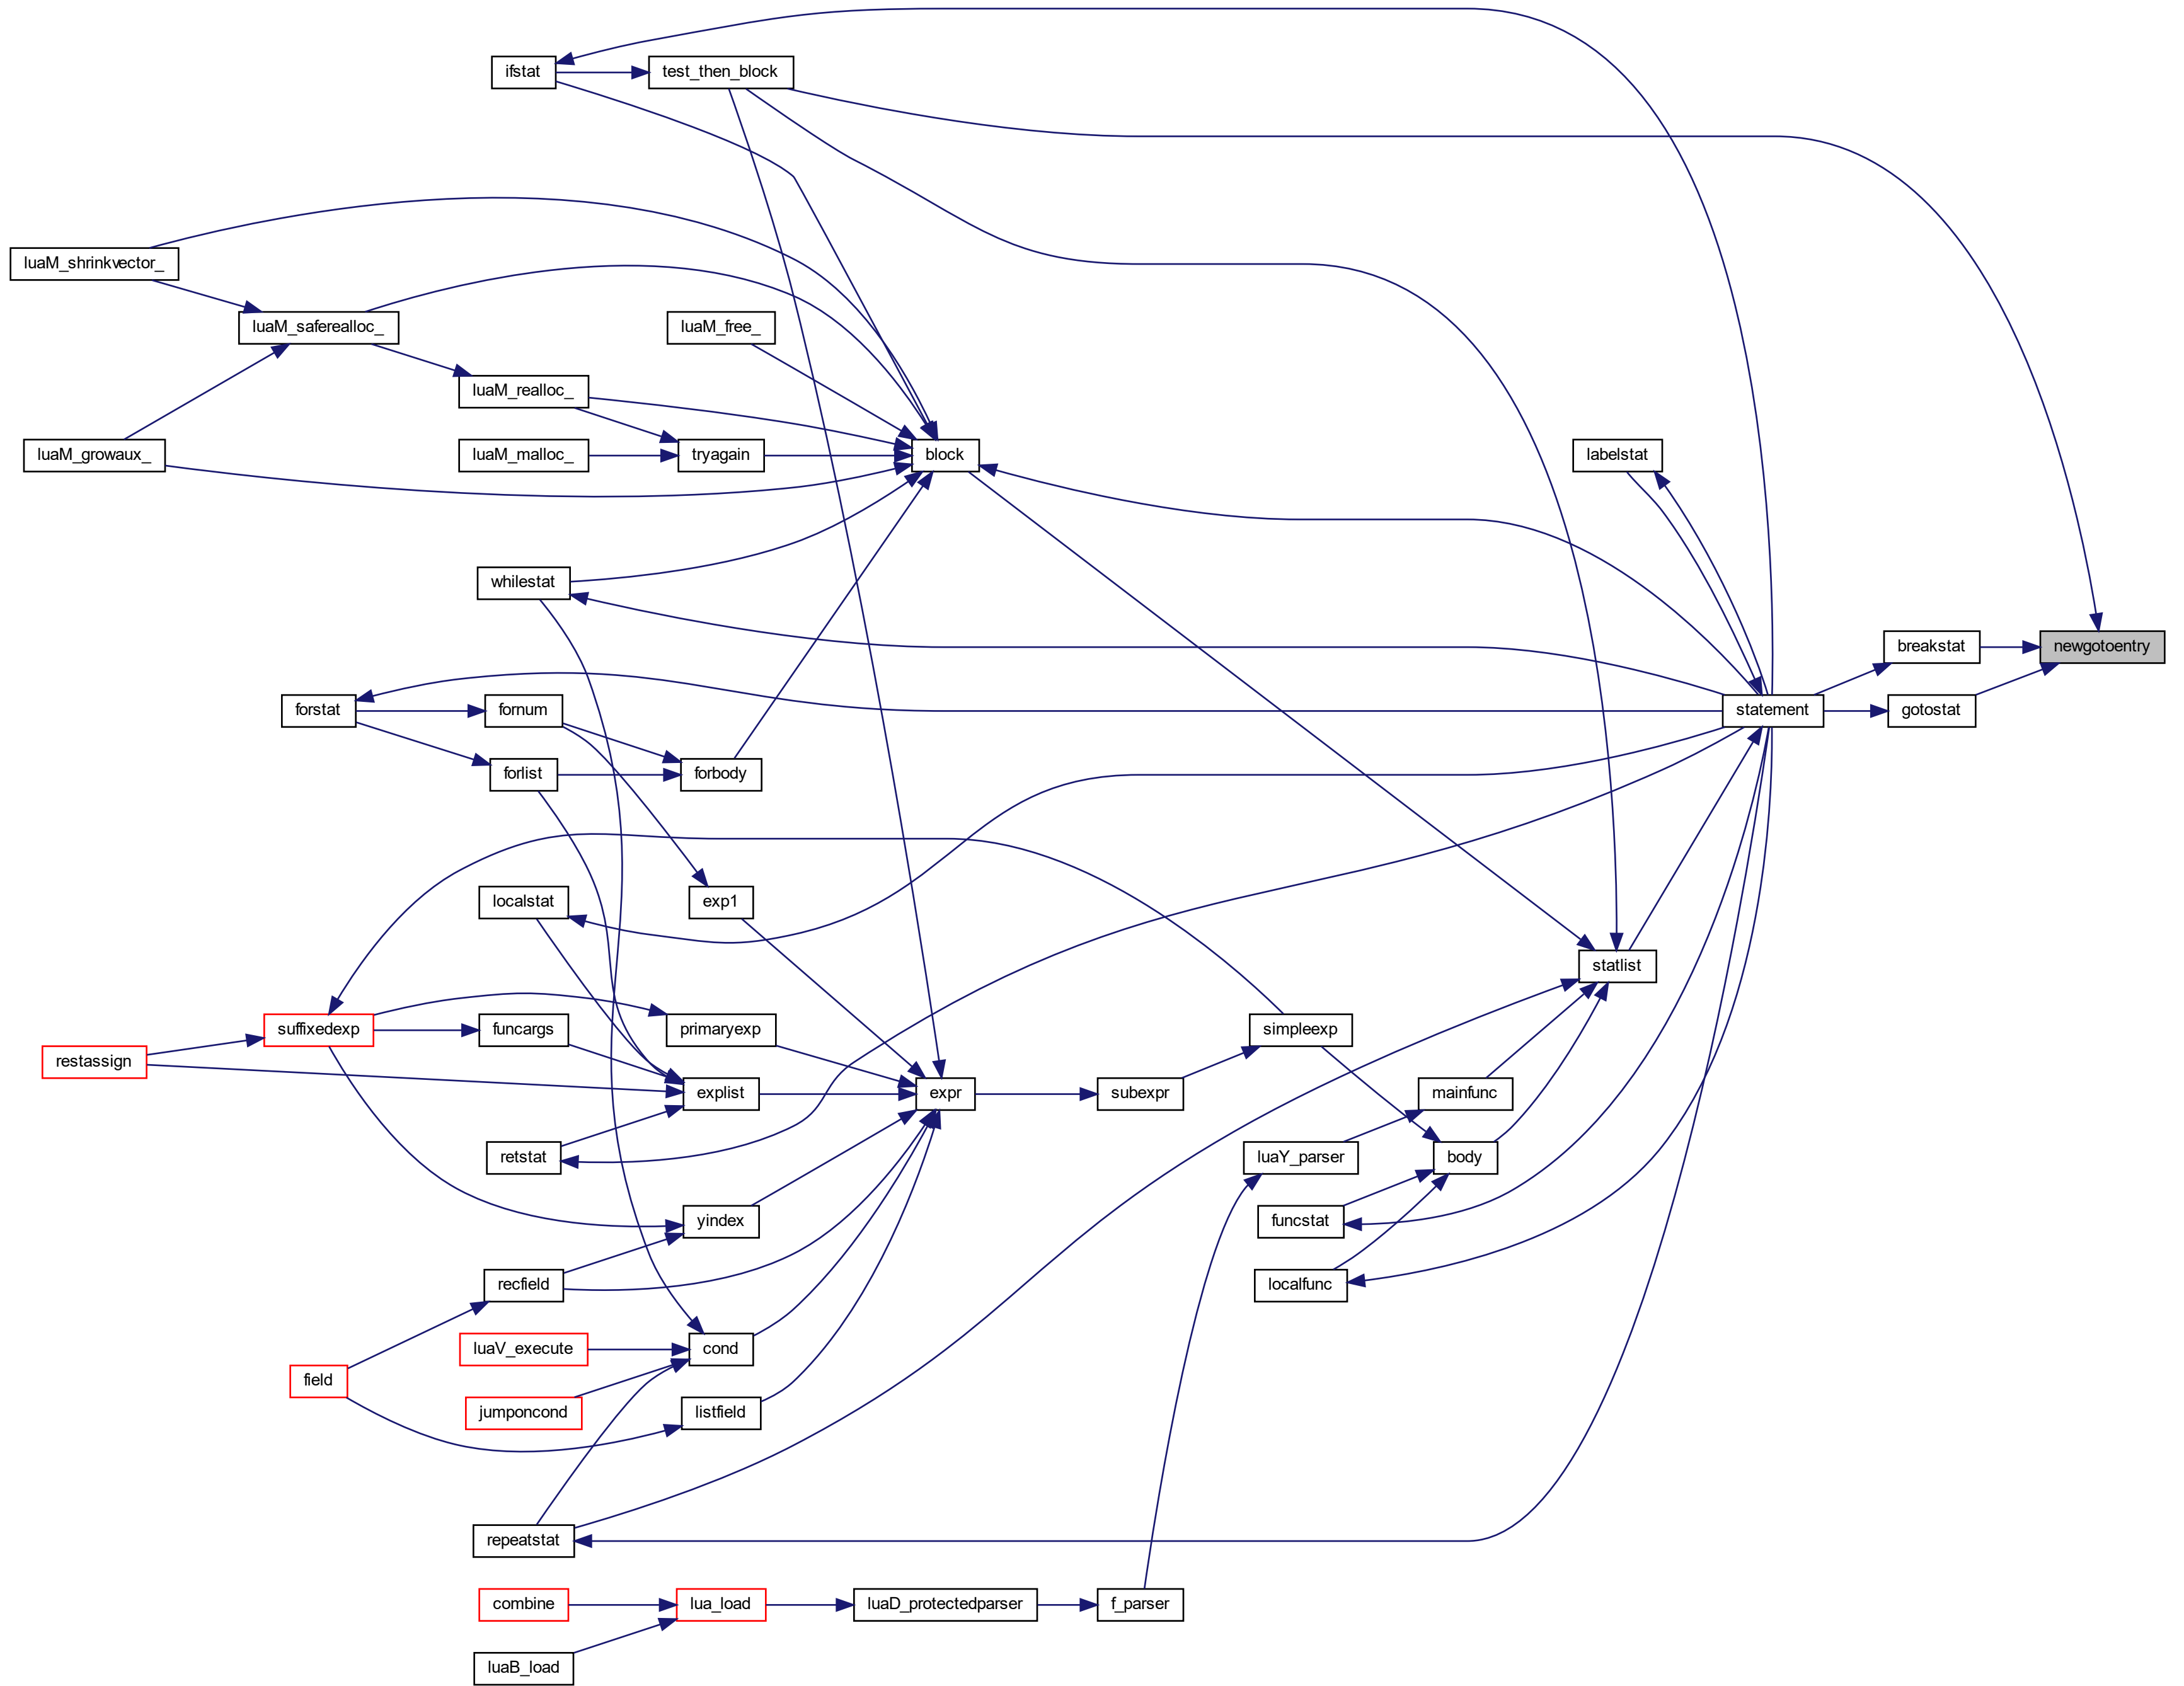 ifstat
test_then_block
luaM_shrinkvector_
luaM_saferealloc_
luaM_free_
luaM_realloc_
luaM_growaux_
luaM_malloc_
tryagain
block
labelstat
whilestat
breakstat
newgotoentry
forstat
fornum
statement
gotostat
forlist
forbody
localstat
exp1
statlist
suffixedexp
funcargs
primaryexp
simpleexp
restassign
explist
expr
subexpr
mainfunc
retstat
luaY_parser
body
yindex
funcstat
recfield
localfunc
luaV_execute
cond
field
jumponcond
listfield
repeatstat
combine
lua_load
luaD_protectedparser
f_parser
luaB_load